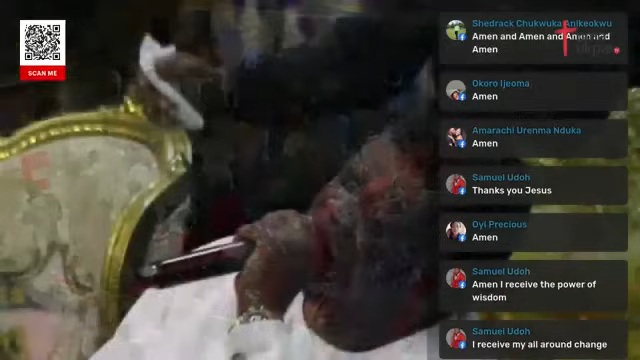 SCAN ME
Shedrack Chukwuka Anikeokwu
Amen and Amen and Amen and
Amen
Okoro Ijeoma
Amen
Amarachi Urenma Nduka
Amen
Samuel Udoh
Thanks you Jesus
Oyi Precious
Amen
Samuel Udoh
Amen I receive the power of
wisdom
Samuel Udoh
I receive my all around change